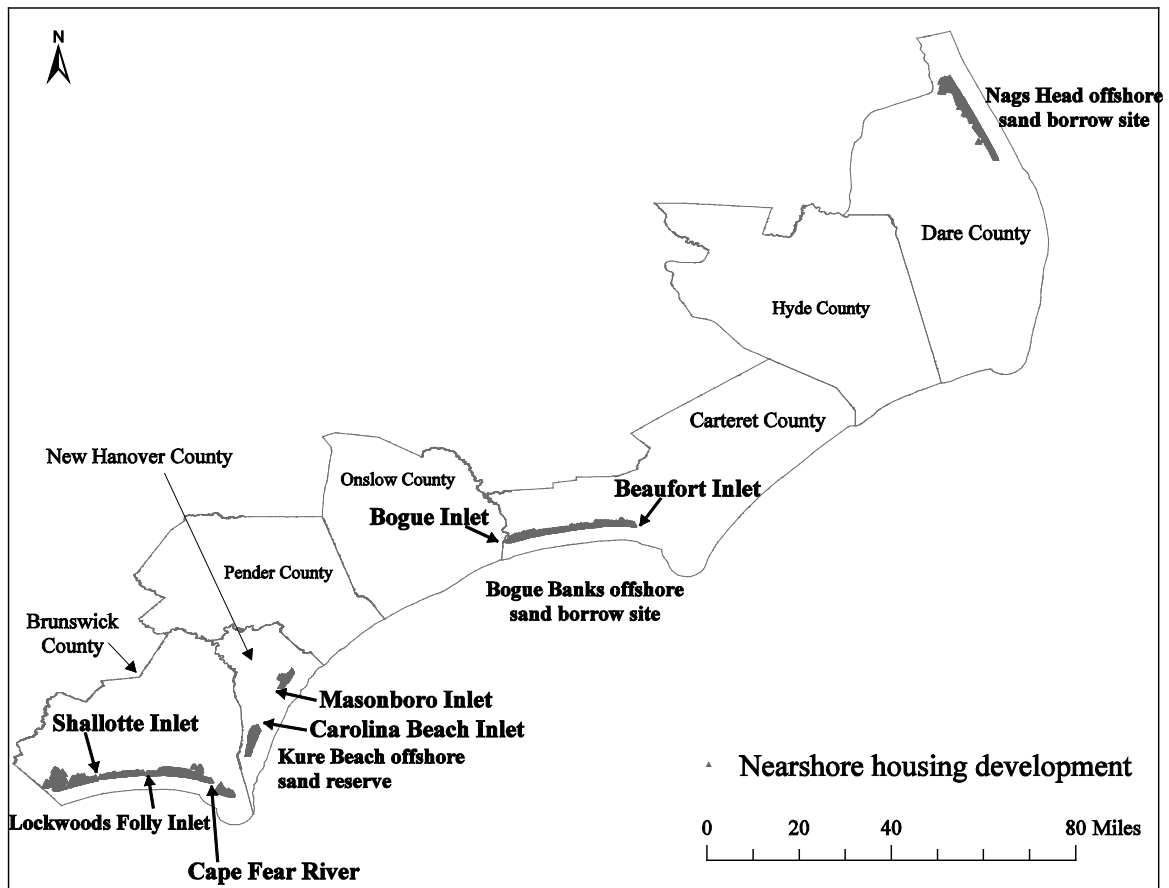 N
Nags Head offshore
sand borrow site
Dare County
Hyde County
Carteret County
New Hanover County
Onslow County
Beaufort Inlet
Bogue Inlet
Pender County
Bogue Banks offshore
sand borrow site
Brunswick
County
Masonboro Inlet
Shallotte Inlet
Carolina Beach Inlet
Kure Beach offshore
sand reserve
Nearshore housing development
Lockwoods Folly Inlet
0 20 40 80 Miles
Cape Fear River